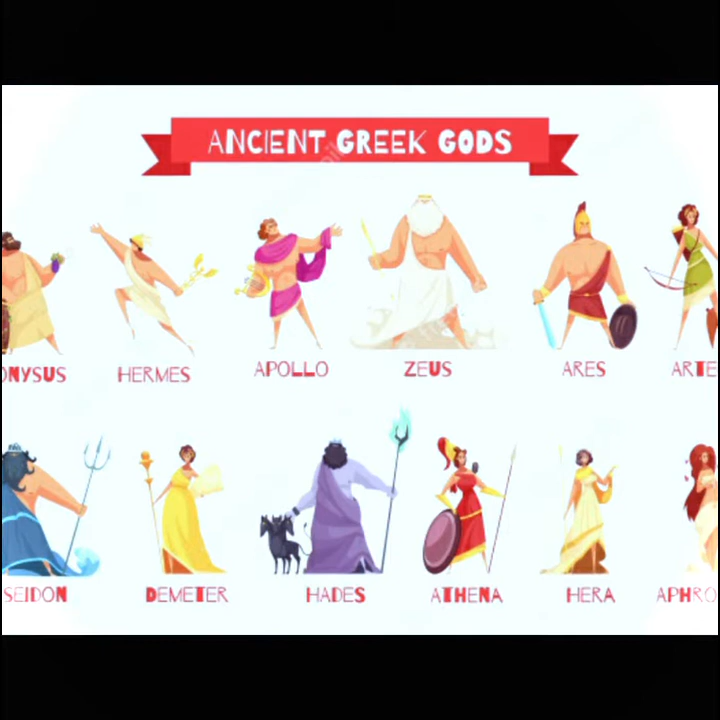 ANCIENT GREEK GODS
ONYSUS HERMES APOLLO ZEUS ARES ARTE
SEIDON DEMETER HADES ATHENA HERA APHRO